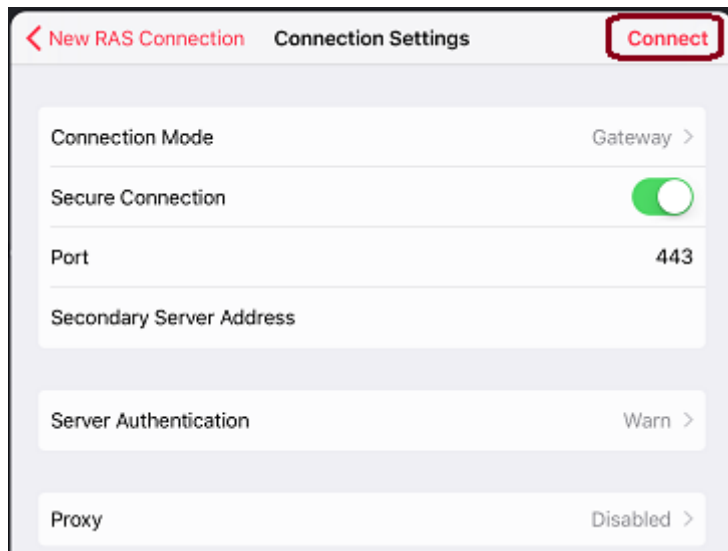 New RAS Connection Connection Settings Connect
Connection Mode Gateway
Secure Connection
Port 443
Secondary Server Address
Server Authentication Warn
Proxy Disabled